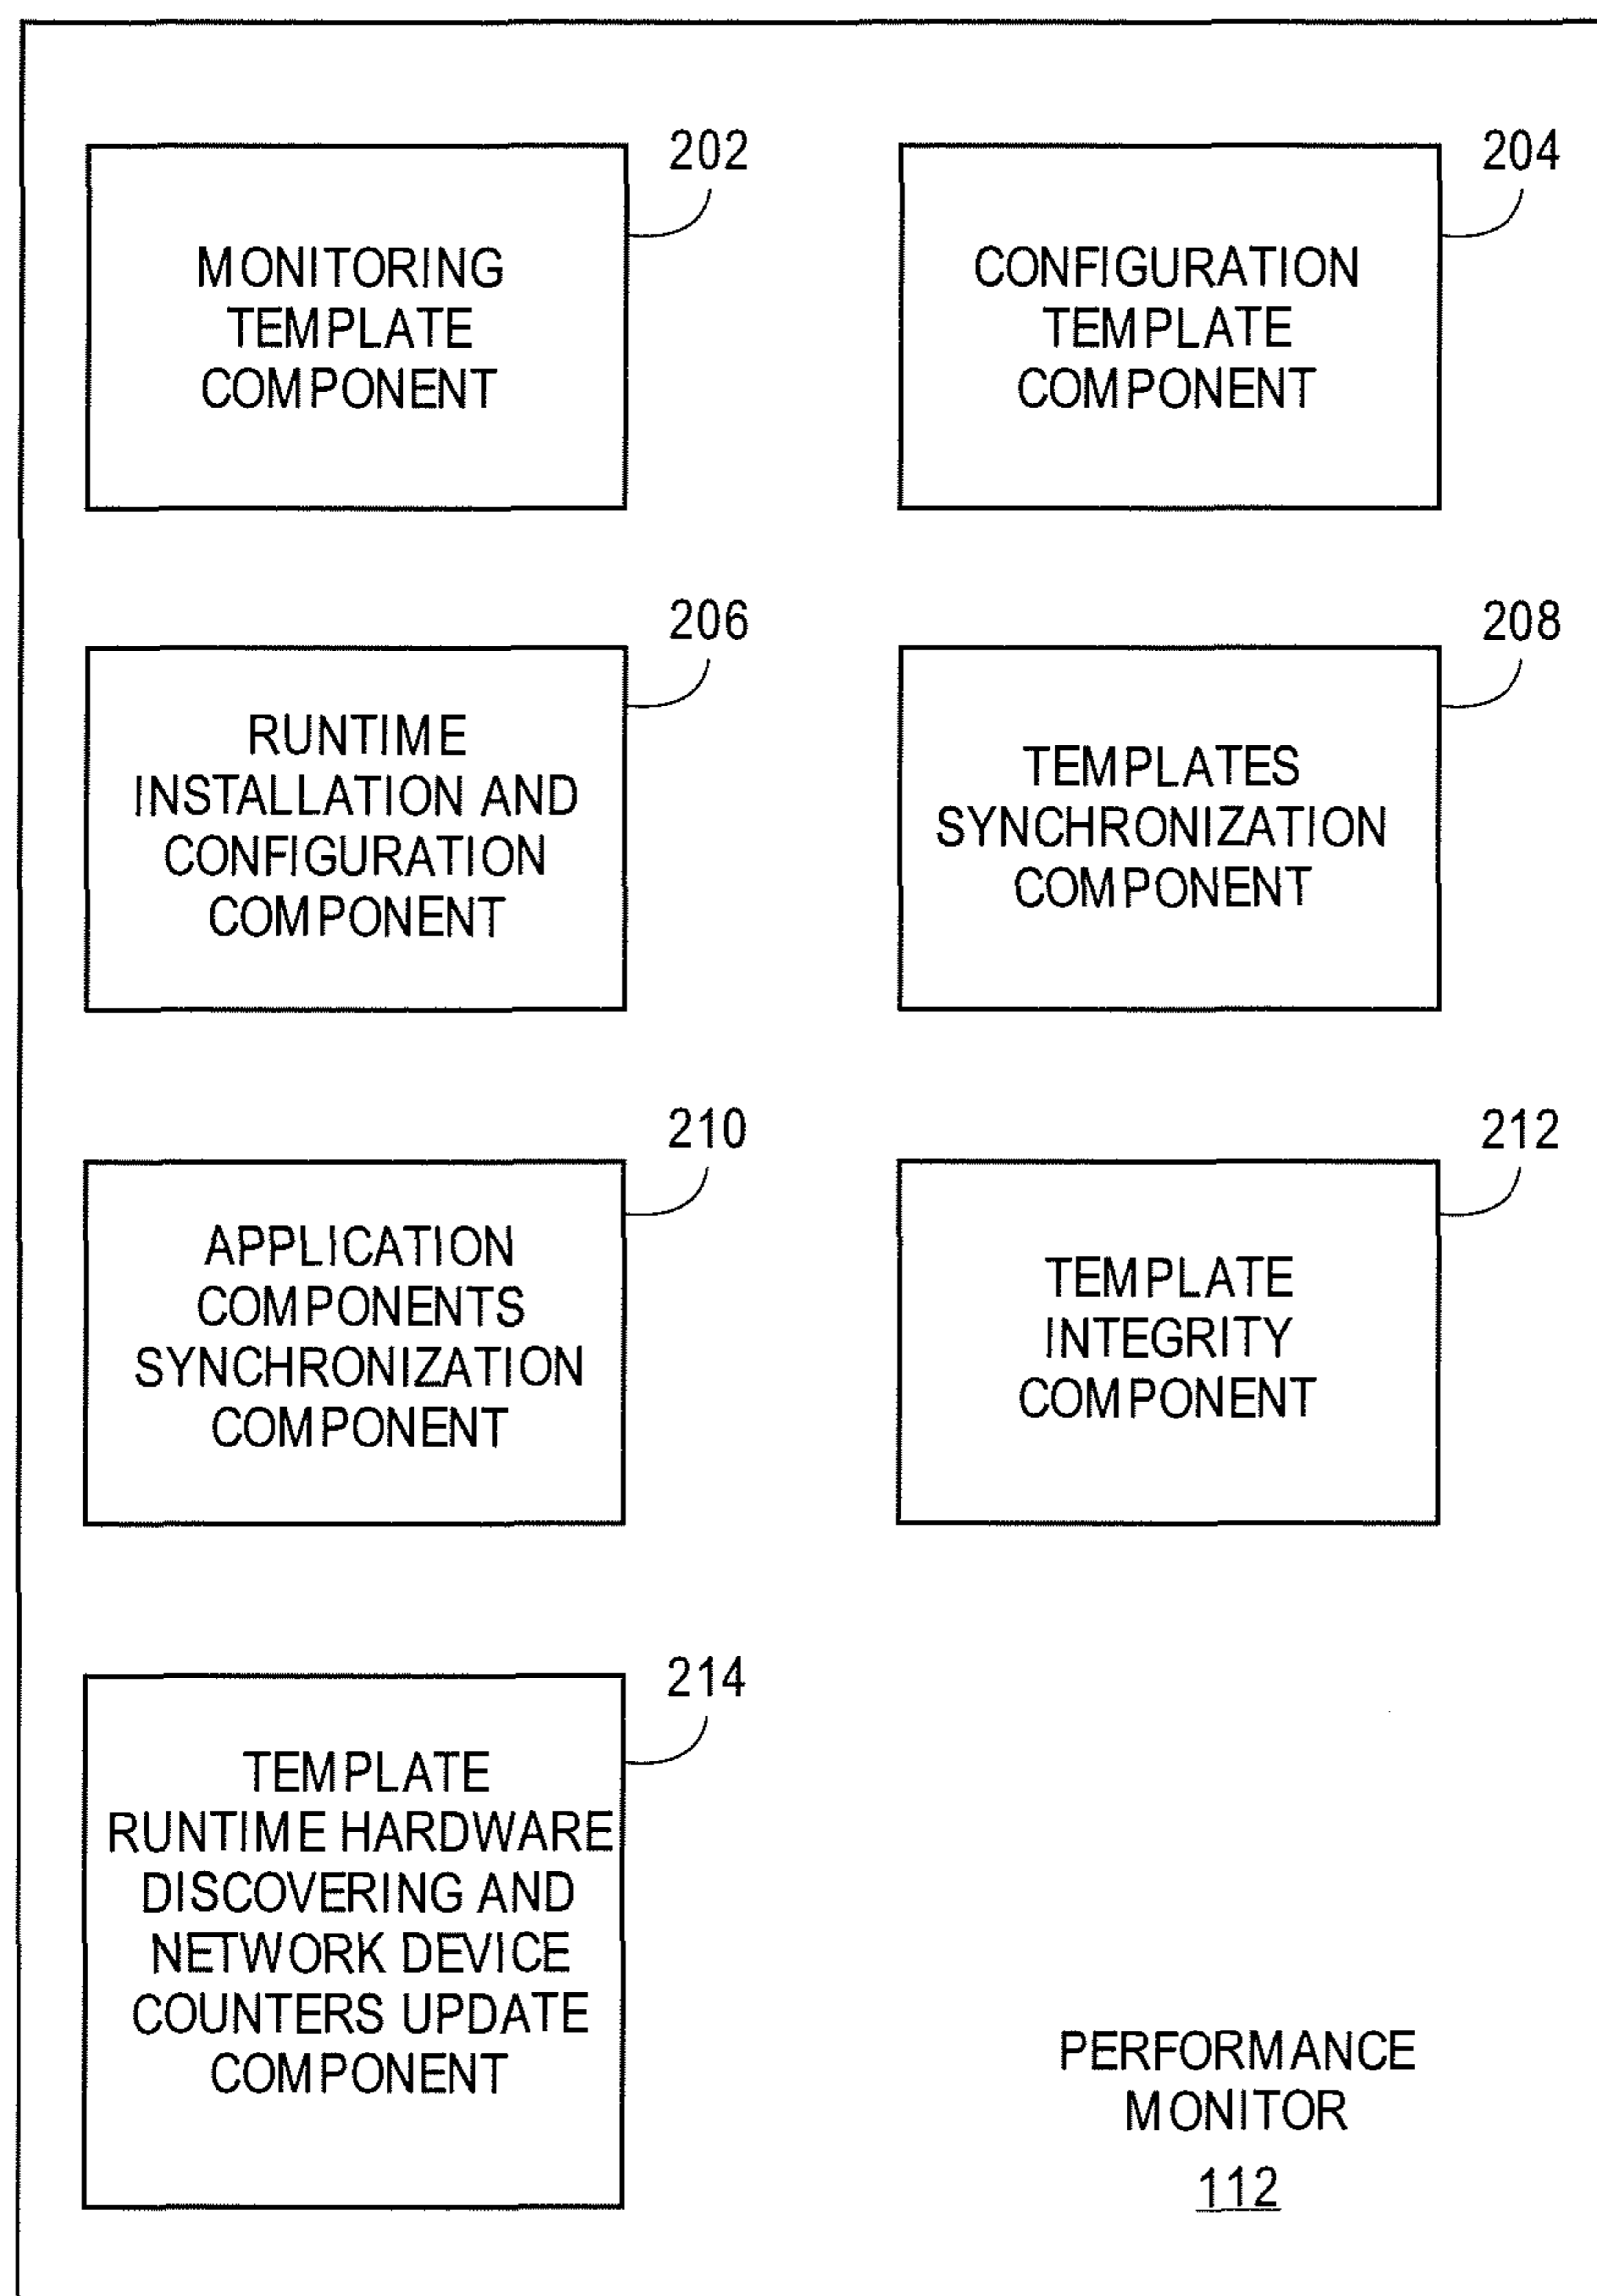 202
MONITORING
TEMPLATE
COMPONENT
204
CONFIGURATION
TEMPLATE
COMPONENT
206
RUNTIME
INSTALLATION AND
CONFIGURATION
COMPONENT
208
TEMPLATES
SYNCHRONIZATION
COMPONENT
210
APPLICATION
COMPONENTS
SYNCHRONIZATION
COMPONENT
212
TEMPLATE
INTEGRITY
COMPONENT
214
TEMPLATE
RUNTIME HARDWARE
DISCOVERING AND
NETWORK DEVICE
COUNTERS UPDATE
COMPONENT
PERFORMANCE
MONITOR
112